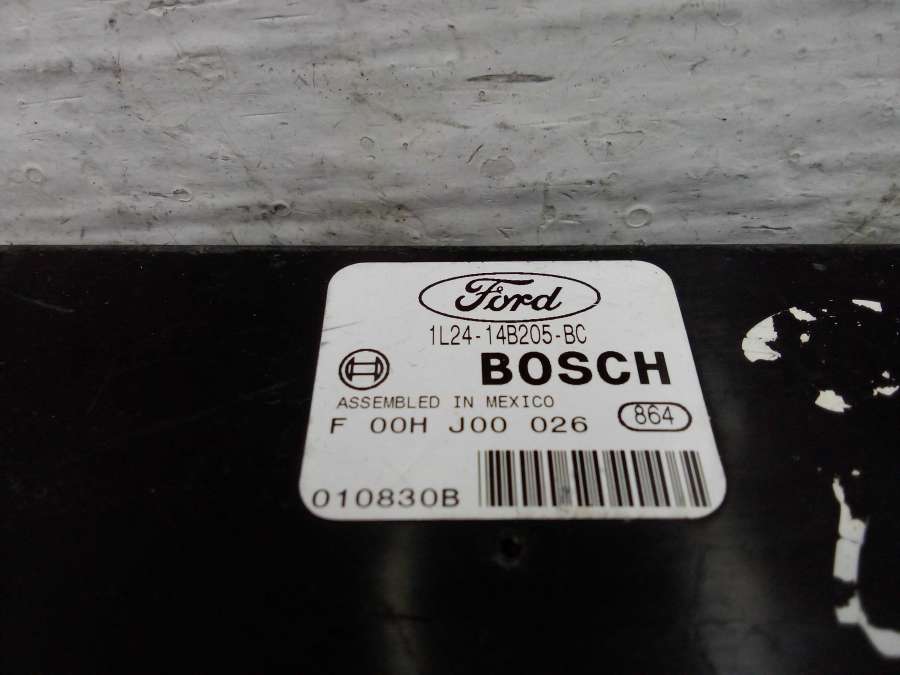 Ford
1L24-14B205-BC
BOSCH
ASSEMBLED IN MEXICO
F 00H J00 026
864
010830B